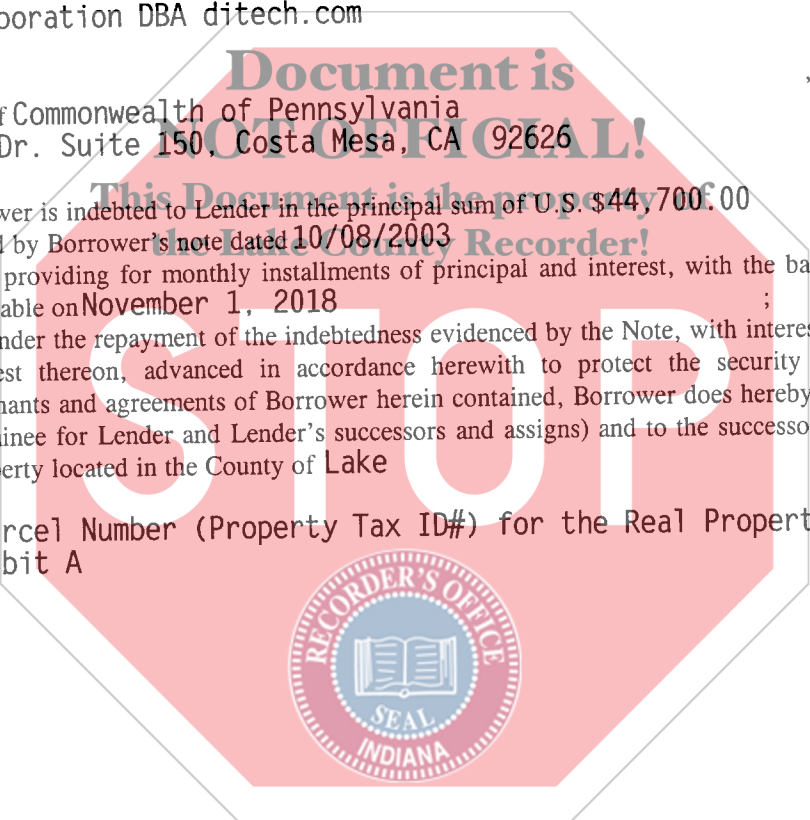 oration DBA ditech.com
Document is
Commonwealth of Pennsylvania
NOT OFFICIAL!
Dr. Suite 150, Costa Mesa, CA 92626
This Document is the property of
wer is indebted to Lender in the principal sum of U.S. $44,700.00
the Lake County Recorder!
d by Borrower's note dated 10/08/2003
providing for monthly installments of principal and interest, with the ba
able on November 1, 2018 ;
nder the repayment of the indebtedness evidenced by the Note, with interes
est thereon, advanced in accordance herewith to protect the security
nants and agreements of Borrower herein contained, Borrower does hereby
inee for Lender and Lender's successors and assigns) and to the successo
erty located in the County of Lake
STOP
rcel Number (Property Tax ID#) for the Real Propert
bit A
RECORDER'S OFFICE
SEAL
INDIANA